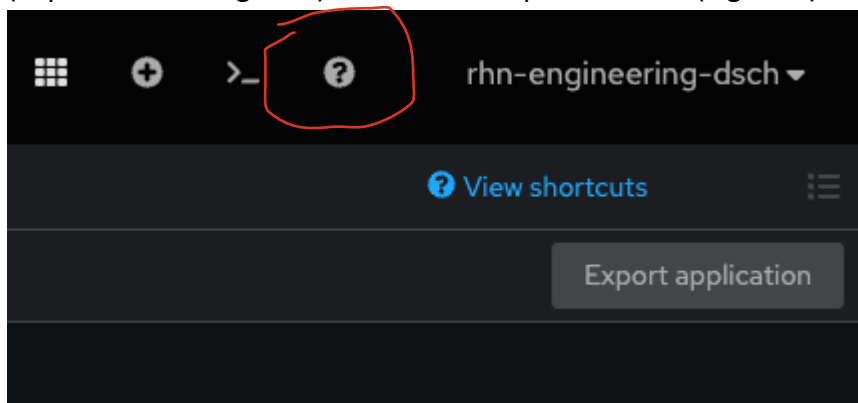 >_ rhn-engineering-dsch
View shortcuts
Export application